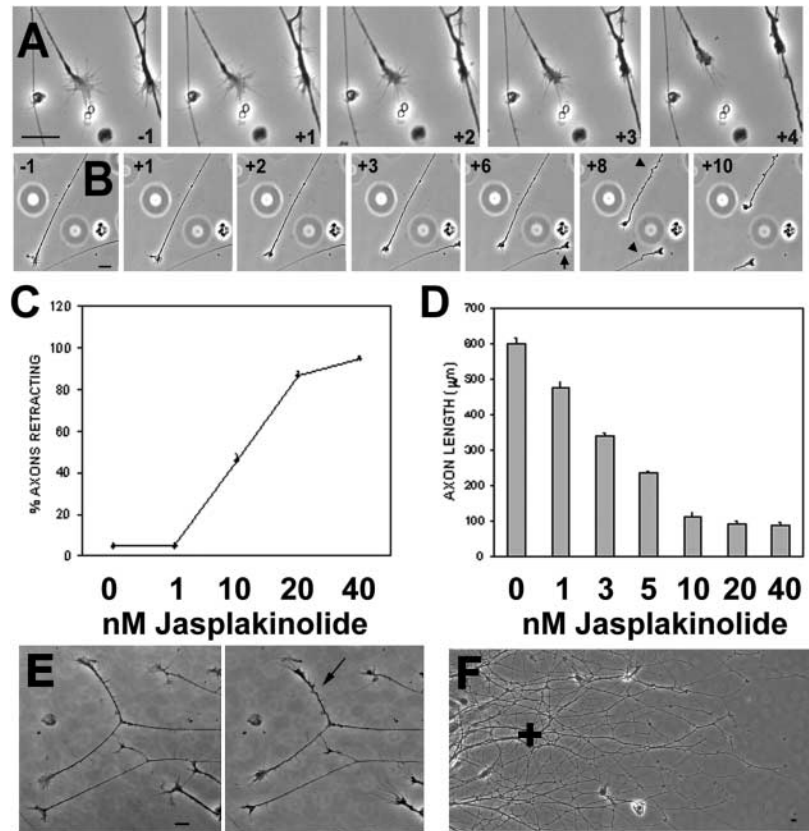 A
-1
+1
+2
+3
+4
B
-1
+1
+2
+3
+6
+8
+10
C
120
100
80
60
40
20
0
% AXONS RETRACTING
0 1 10 20 40
nM Jasplakinolide
D
700
600
500
400
300
200
100
0
AXON LENGTH (μm)
0 1 3 5 10 20 40
nM Jasplakinolide
E
F